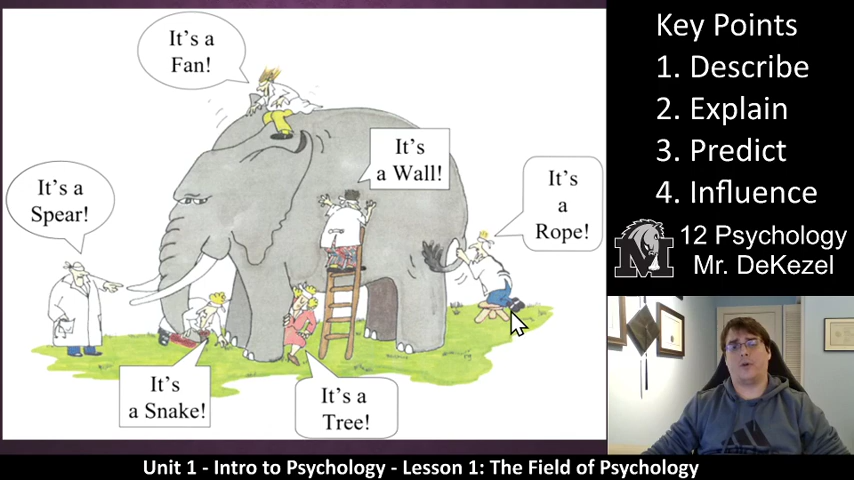 It's a
Fan!
It's
a Wall!
It's a
Spear!
It's
a
Rope!
It's
a Snake!
It's a
Tree!
Key Points
1. Describe
2. Explain
3. Predict
4. Influence
M
12 Psychology
Mr. DeKezel
Unit 1 - Intro to Psychology - Lesson 1: The Field of Psychology